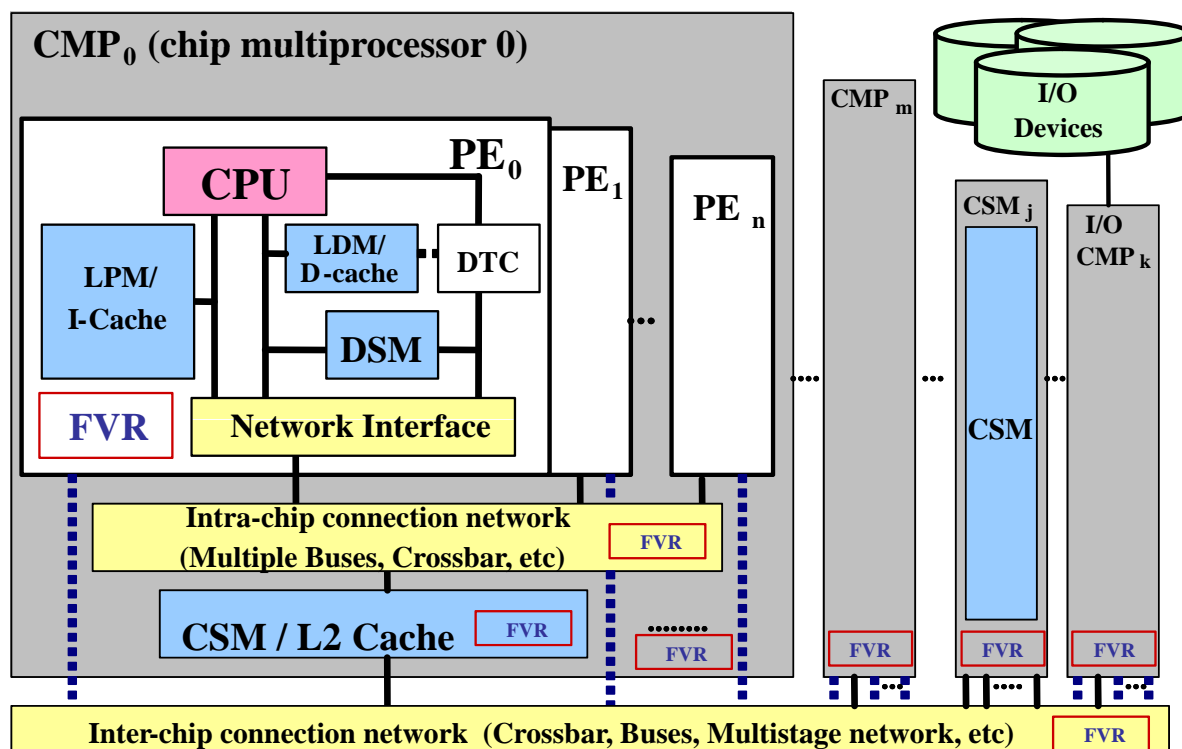 CMP0 (chip multiprocessor 0)
PE0
CPU
LPM/
I-Cache
LDM/
D-cache
DTC
DSM
FVR
Network Interface
PE1
PE n
Intra-chip connection network
(Multiple Buses, Crossbar, etc)
FVR
CSM / L2 Cache
FVR
FVR
CMP m
FVR
CSM j
CSM
FVR
I/O
Devices
I/O
CMP k
FVR
Inter-chip connection network (Crossbar, Buses, Multistage network, etc)
FVR